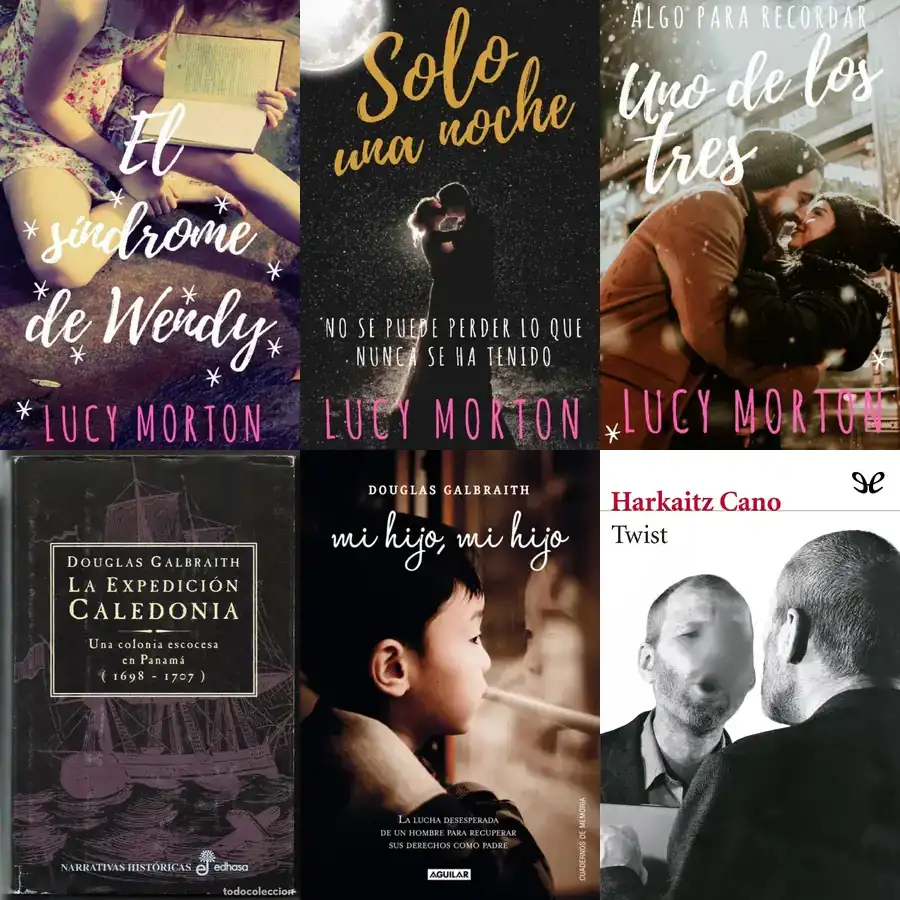 El
síndrome
de Wendy
LUCY MORTON
Solo
una noche
"NO SE PUEDE PERDER LO QUE
NUNCA SE HA TENIDO
LUCY MORTON
ALGO PARA RECORDAR
Uno de los
tres
LUCY MORTON
DOUGLAS GALBRAITH
LA EXPEDICIÓN
CALEDONIA
Una colonia escocesa
en Panamá
( 1698 - 1707 )
NARRATIVAS HISTÓRICAS edhasa
todocoleccion
DOUGLAS GALBRAITH
mi hijo, mi hijo
LA LUCHA DESESPERADA
DE UN HOMBRE PARA RECUPERAR
SUS DERECHOS COMO PADRE
AGUILAR
CUADERNOS DE MEMORIA
Harkaitz Cano
Twist